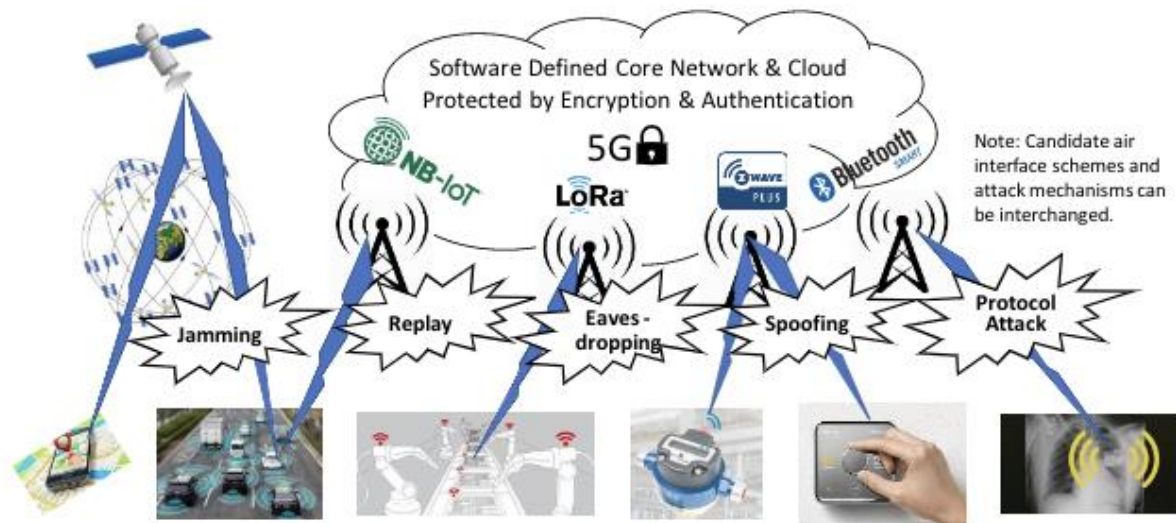 Software Defined Core Network & Cloud
Protected by Encryption & Authentication
NB-IoT
5G
LoRa™
Z WAVE
PLUS
Bluetooth
SMART
Note: Candidate air
interface schemes and
attack mechanisms can
be interchanged.
Jamming
Replay
Eaves-
dropping
Spoofing
Protocol
Attack